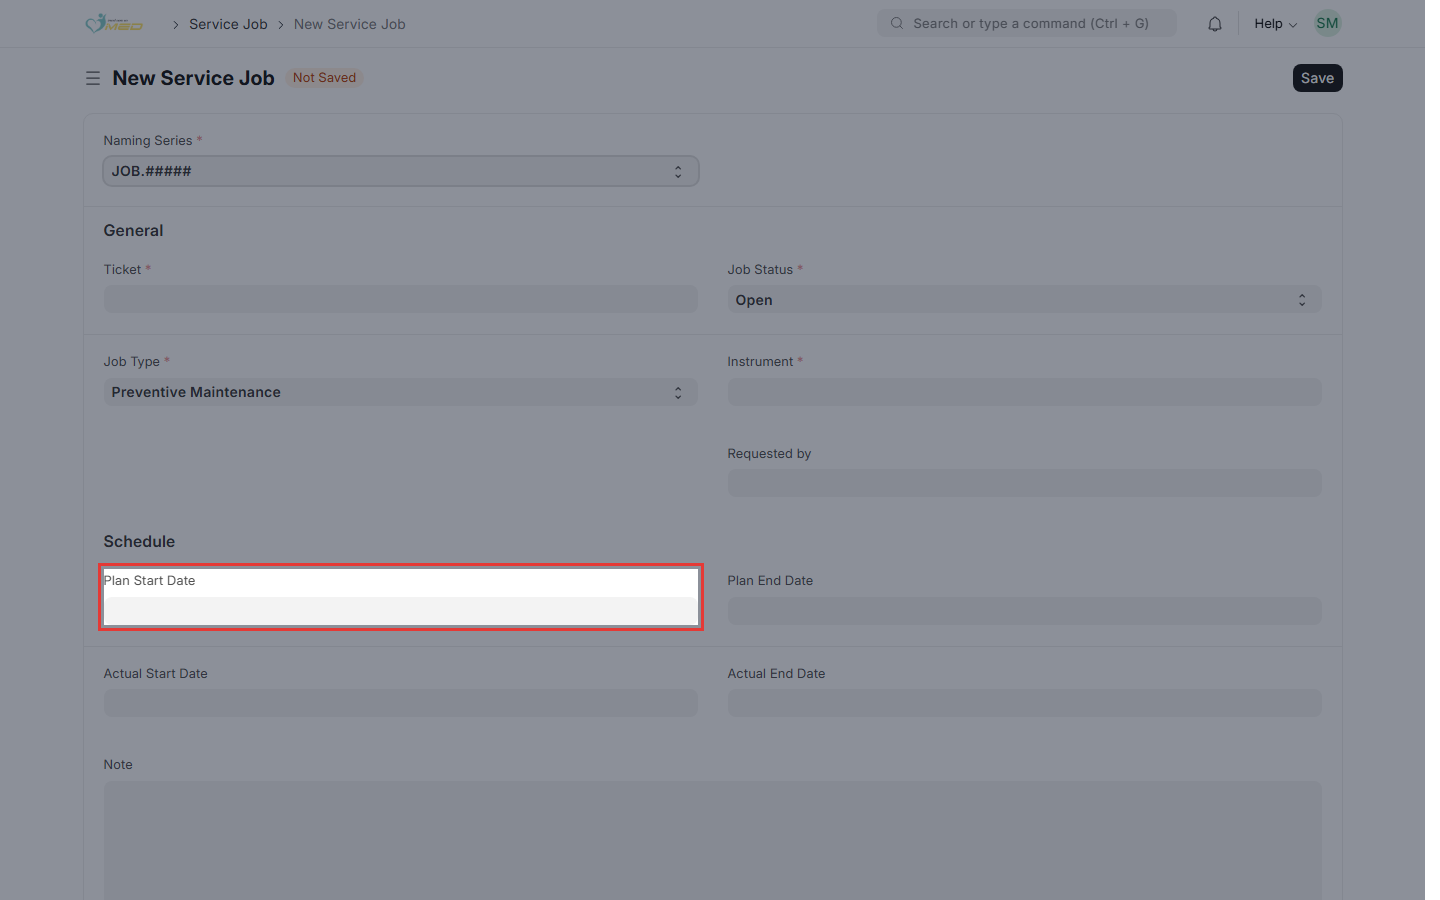 MED
Service Job
New Service Job
Search or type a command (Ctrl + G)
Help
SM
New Service Job
Not Saved
Save
Naming Series *
JOB.#####
General
Ticket *
Job Status *
Open
Job Type *
Preventive Maintenance
Instrument *
Requested by
Schedule
Plan Start Date
Plan End Date
Actual Start Date
Actual End Date
Note